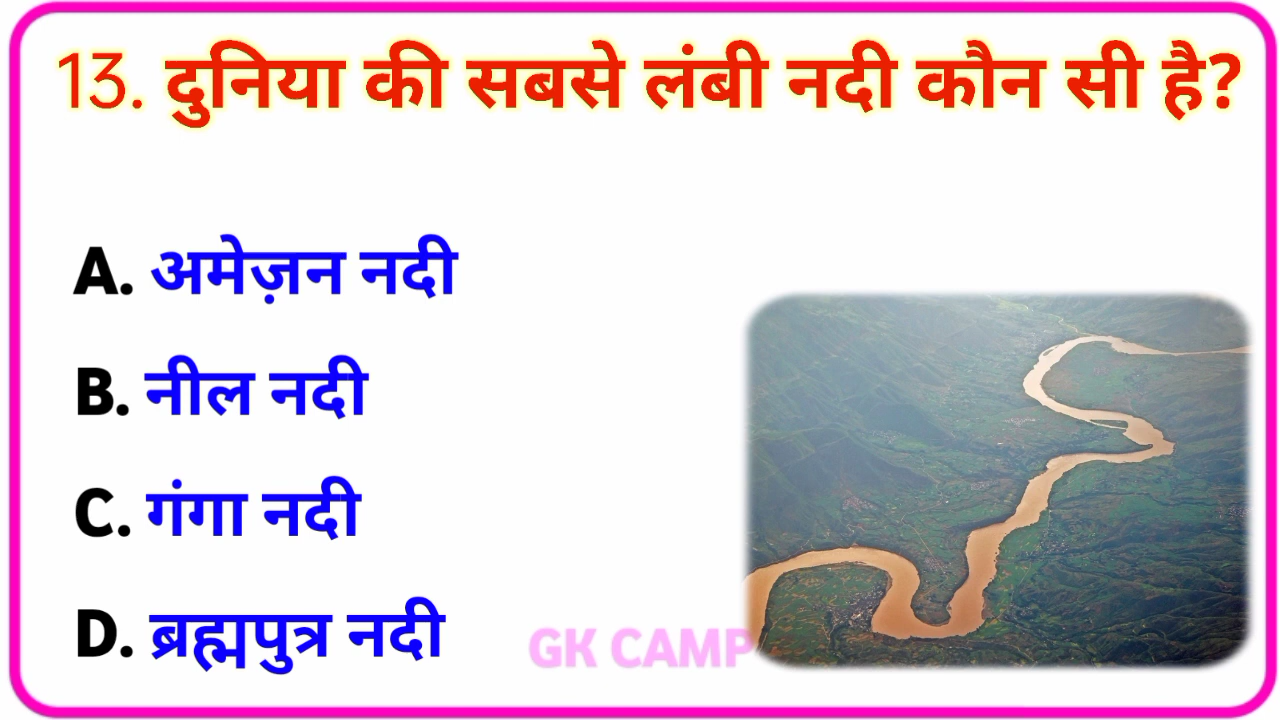 13. दुनिया की सबसे लंबी नदी कौन सी है?
A. अमेज़न नदी
B. नील नदी
C. गंगा नदी
D. ब्रह्मपुत्र नदी
GK CAMP